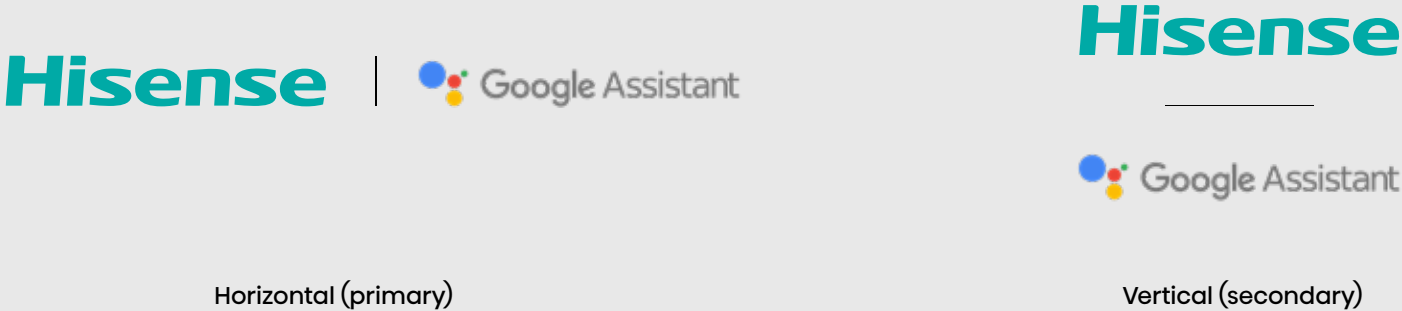 Hisense | Google Assistant
Horizontal (primary)
Hisense
Google Assistant
Vertical (secondary)